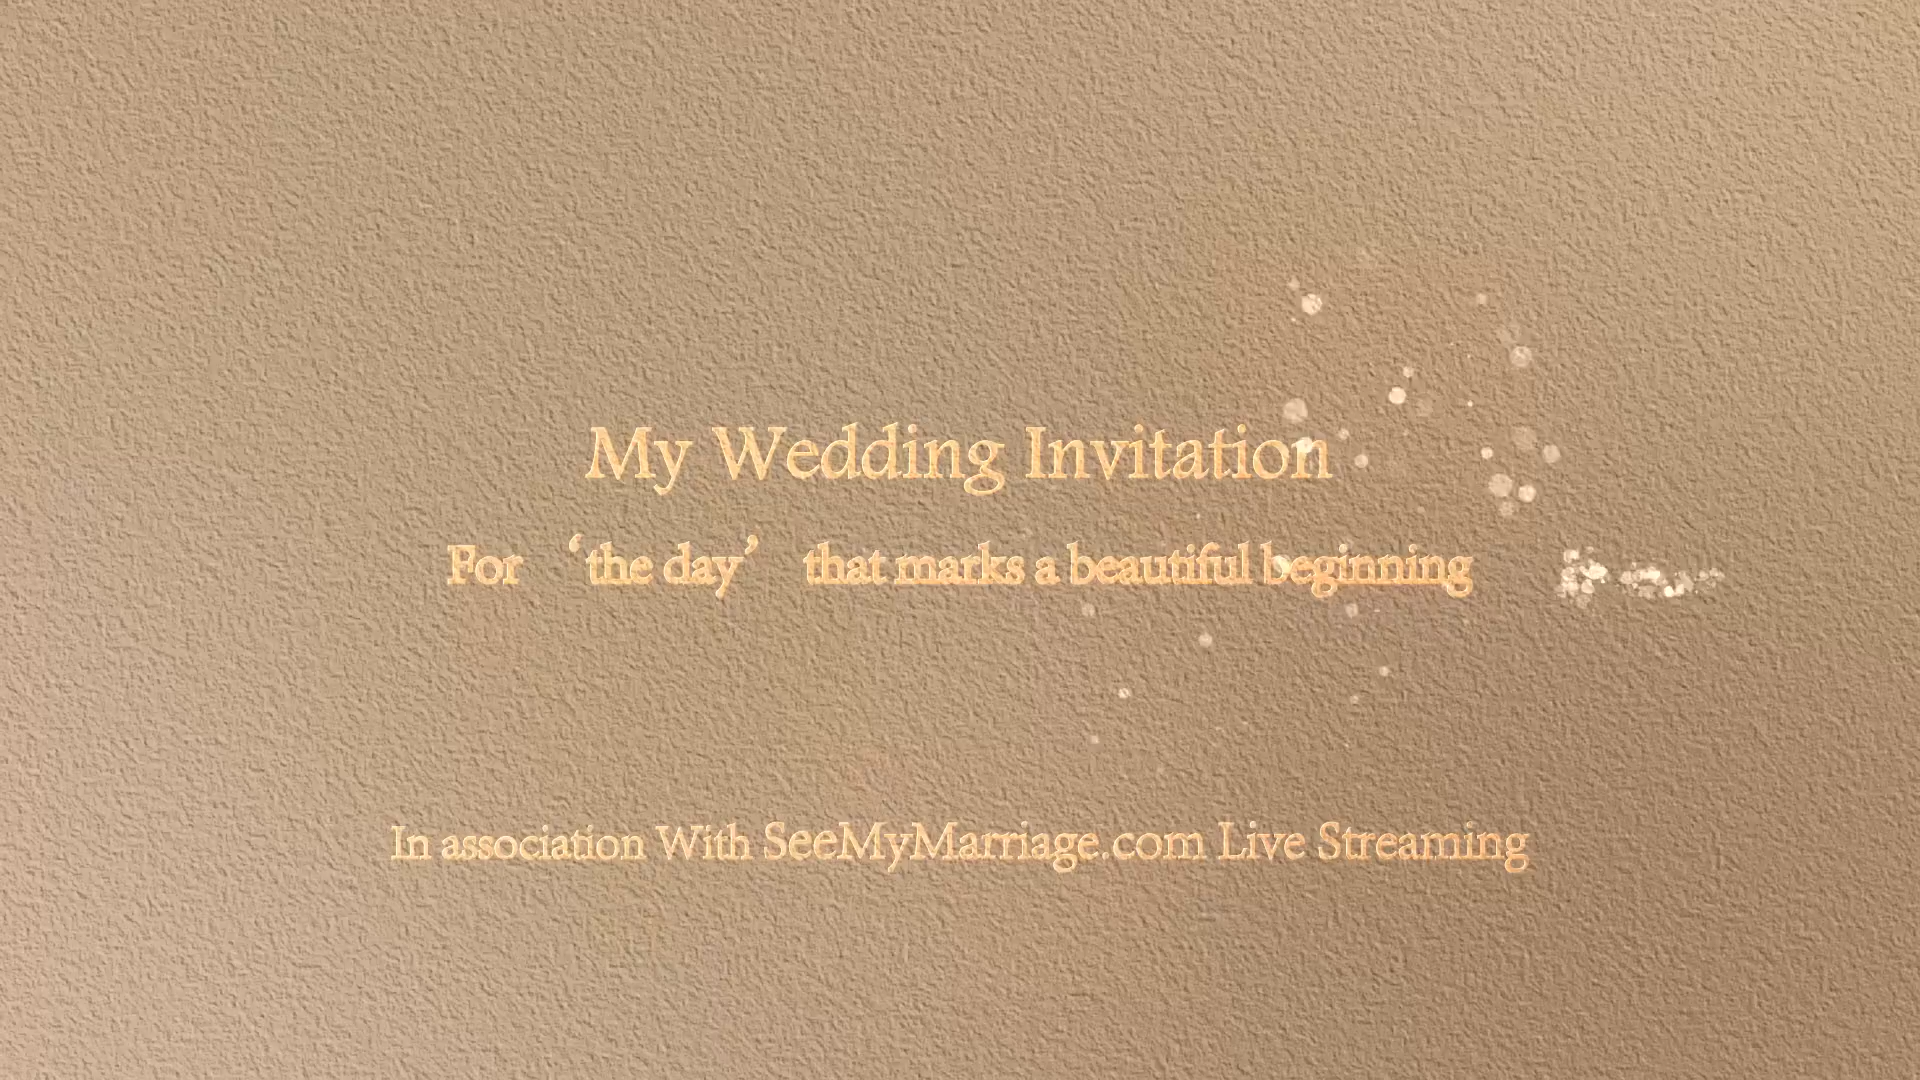 My Wedding Invitation
For ‘the day’ that marks a beautiful beginning
In association With SeeMyMarriage.com Live Streaming